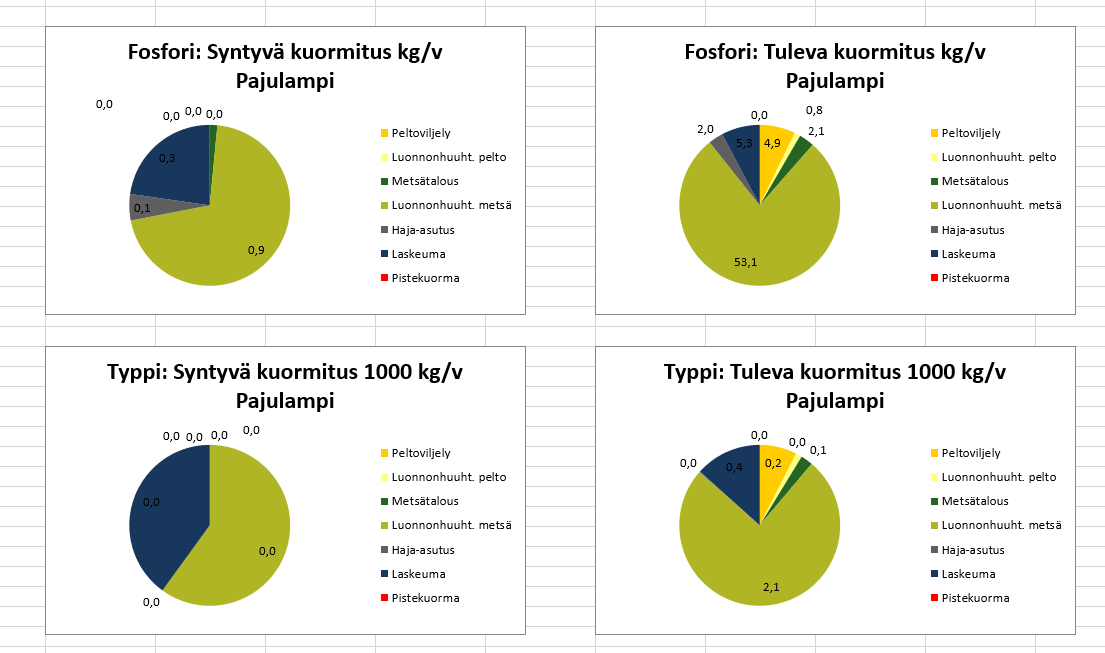 Fosfori: Syntyvä kuormitus kg/v
Pajulampi
0,0
0,0
0,0
0,0
0,3
0,1
0,9
Peltoviljely
Luonnonhuuht. pelto
Metsätalous
Luonnonhuuht. metsä
Haja-asutus
Laskeuma
Pistekuorma
Fosfori: Tuleva kuormitus kg/v
Pajulampi
0,0
0,8
2,0
2,1
5,3
4,9
53,1
Peltoviljely
Luonnonhuuht. pelto
Metsätalous
Luonnonhuuht. metsä
Haja-asutus
Laskeuma
Pistekuorma
Typpi: Syntyvä kuormitus 1000 kg/v
Pajulampi
0,0
0,0
0,0
0,0
0,0
0,0
0,0
Peltoviljely
Luonnonhuuht. pelto
Metsätalous
Luonnonhuuht. metsä
Haja-asutus
Laskeuma
Pistekuorma
Typpi: Tuleva kuormitus 1000 kg/v
Pajulampi
0,0
0,0
0,1
0,0
0,4
0,2
2,1
Peltoviljely
Luonnonhuuht. pelto
Metsätalous
Luonnonhuuht. metsä
Haja-asutus
Laskeuma
Pistekuorma